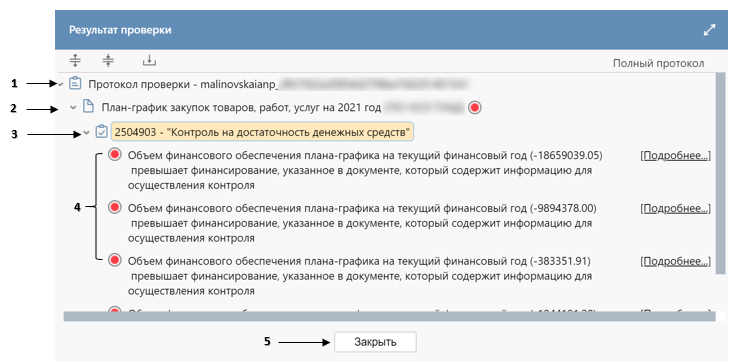 Результат проверки
Полный протокол
1 Протокол проверки - malinovskaianp_
2 План-график закупок товаров, работ, услуг на 2021 год
3 2504903 - "Контроль на достаточность денежных средств"
Объем финансового обеспечения плана-графика на текущий финансовый год (-18659039.05) [Подробнее...]
превышает финансирование, указанное в документе, который содержит информацию для
осуществления контроля
4 Объем финансового обеспечения плана-графика на текущий финансовый год (-9894378.00) [Подробнее...]
превышает финансирование, указанное в документе, который содержит информацию для
осуществления контроля
Объем финансового обеспечения плана-графика на текущий финансовый год (-383351.91) [Подробнее...]
превышает финансирование, указанное в документе, который содержит информацию для
осуществления контроля
5 Закрыть